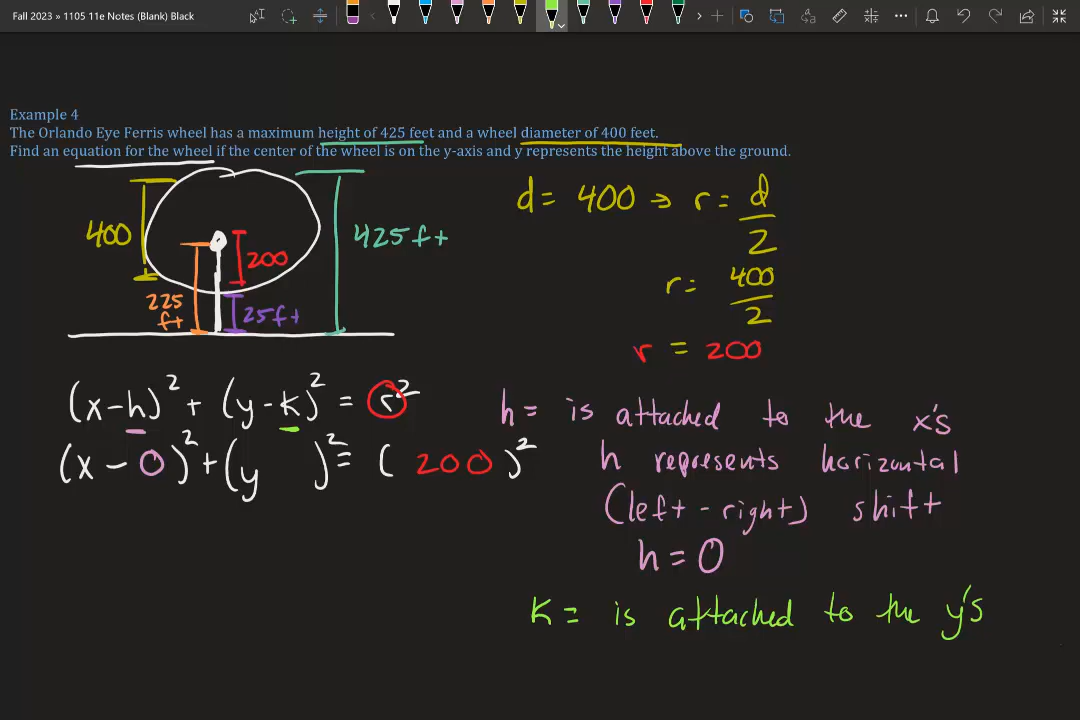 Fall 2023 » 1105 11e Notes (Blank) Black
Example 4
The Orlando Eye Ferris wheel has a maximum height of 425 feet and a wheel diameter of 400 feet.
Find an equation for the wheel if the center of the wheel is on the y-axis and y represents the height above the ground.
400
200
425ft
225
ft
25ft
d = 400 → r = d/2
r = 400/2
r = 200
(x-h)² + (y-k)² = r²
(x - 0)² + (y )² = ( 200 )²
h = is attached to the x's
h represents horizontal
(left - right) shift
h = 0
K = is attached to the y's